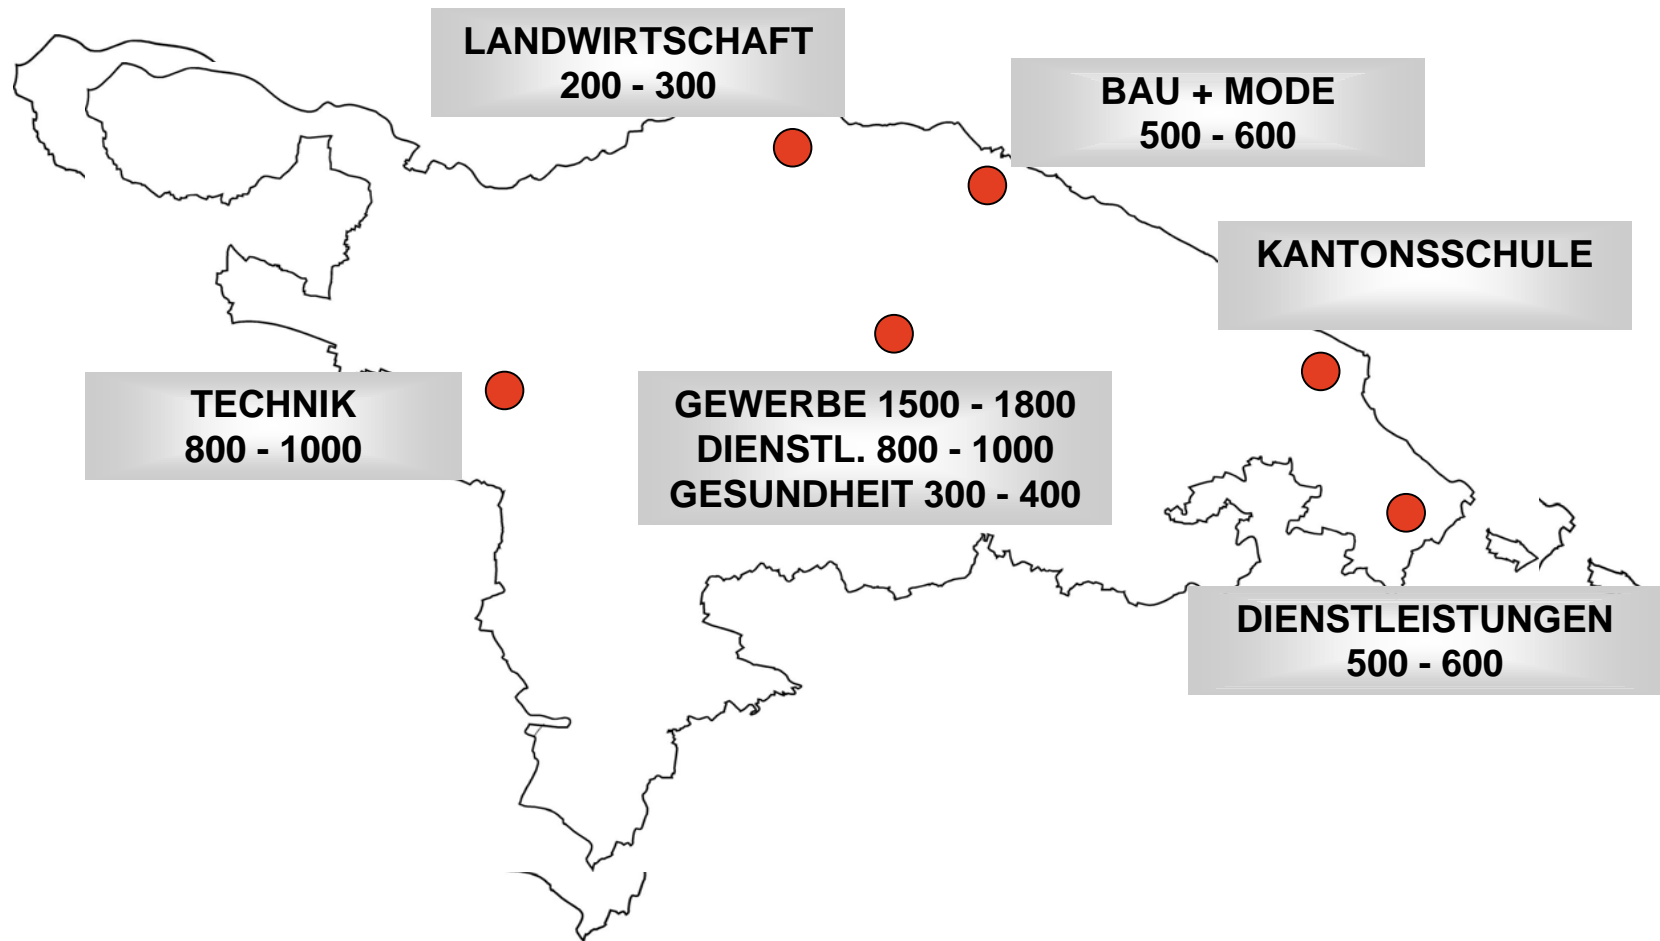 LANDWIRTSCHAFT
200 - 300
BAU + MODE
500 - 600
KANTONSSCHULE
TECHNIK
800 - 1000
GEWERBE 1500 - 1800
DIENSTL. 800 - 1000
GESUNDHEIT 300 - 400
DIENSTLEISTUNGEN
500 - 600